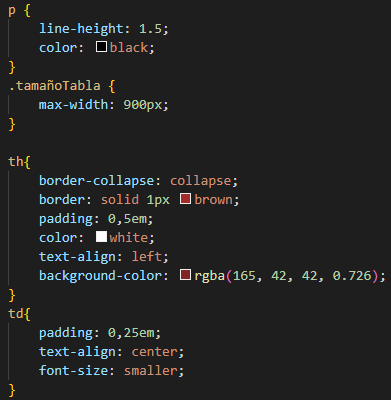 p {
line-height: 1.5;
color: black;
}
.tamañoTabla {
max-width: 900px;
}
th{
border-collapse: collapse;
border: solid 1px brown;
padding: 0,5em;
color: white;
text-align: left;
background-color: rgba(165, 42, 42, 0.726);
}
td{
padding: 0,25em;
text-align: center;
font-size: smaller;
}